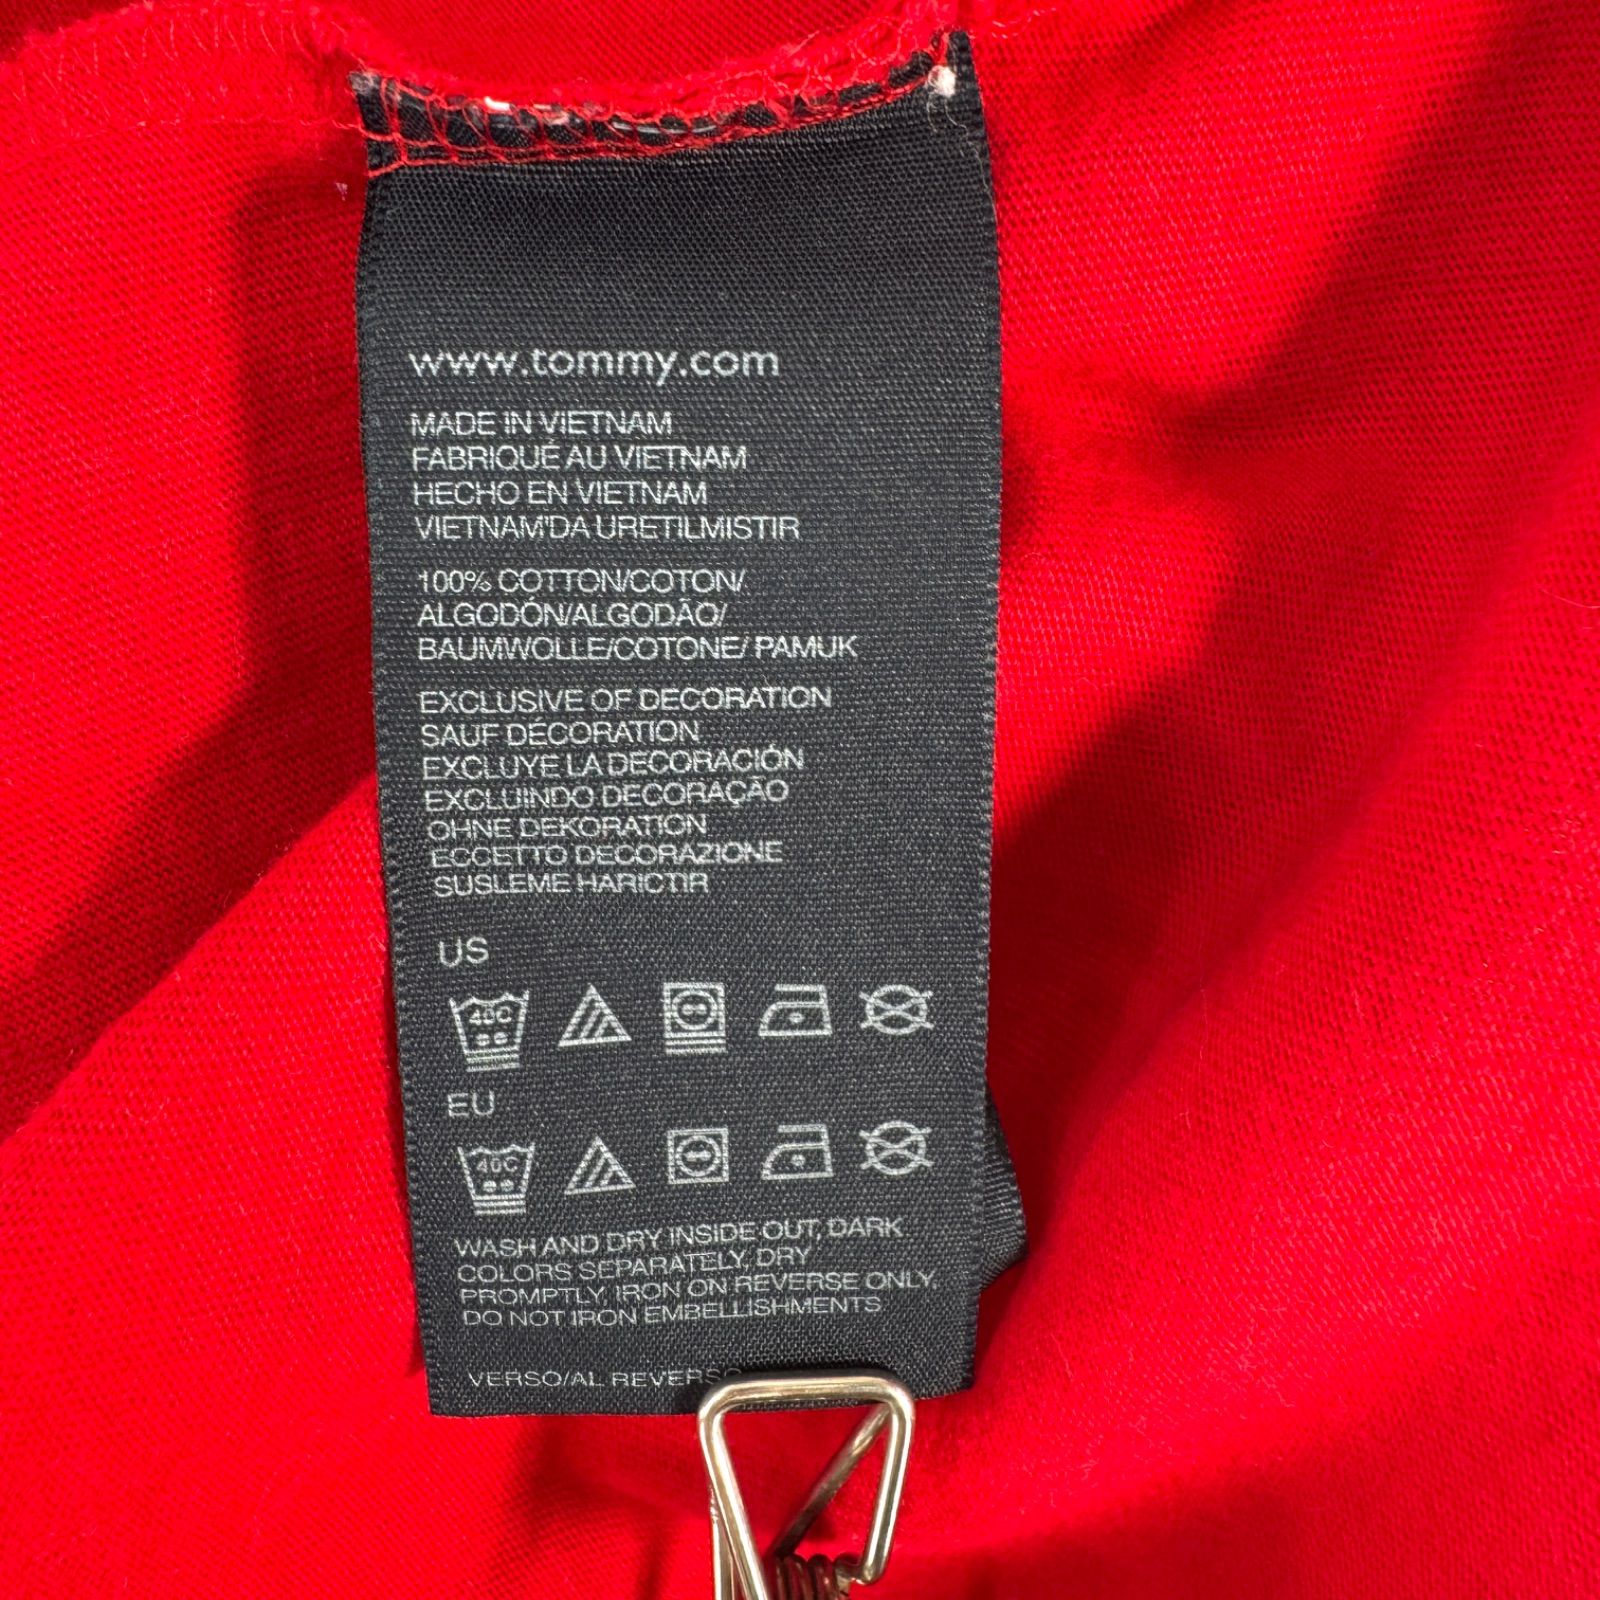 www.tommy.com
MADE IN VIETNAM
FABRIQUÉ AU VIETNAM
HECHO EN VIETNAM
VIETNAM'DA URETILMISTIR
100% COTTON/COTON/
ALGODÓN/ALGODÃO/
BAUMWOLLE/COTONE/ PAMUK
EXCLUSIVE OF DECORATION
SAUF DÉCORATION
EXCLUYE LA DECORACIÓN
EXCLUINDO DECORAÇÃO
OHNE DEKORATION
ECCETTO DECORAZIONE
SUSLEME HARICTIR
US
40C
EU
40C
WASH AND DRY INSIDE OUT, DARK
COLORS SEPARATELY, DRY
PROMPTLY, IRON ON REVERSE ONLY,
DO NOT IRON EMBELLISHMENTS
VERSO/AL REVERSO